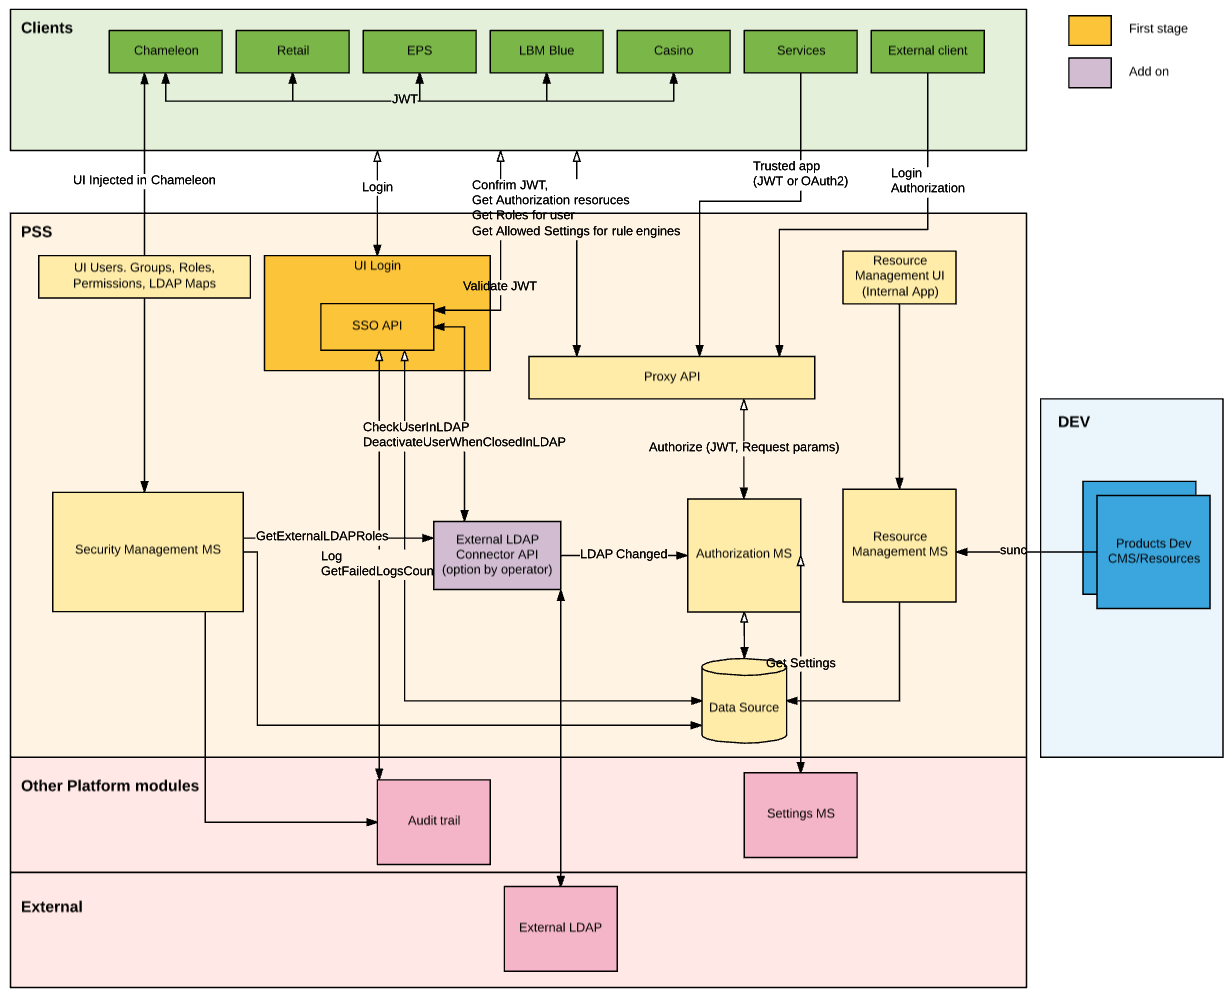 Clients
Chameleon
Retail
EPS
LBM Blue
Casino
Services
External client
First stage
Add on
JWT
UI Injected in Chameleon
Login
Confrim JWT,
Get Authorization resoruces
Get Roles for user
Get Allowed Settings for rule engines
Trusted app
(JWT or OAuth2)
Login
Authorization
PSS
UI Users. Groups, Roles,
Permissions, LDAP Maps
UI Login
Validate JWT
SSO API
Resource
Management UI
(Internal App)
Proxy API
CheckUserInLDAP
DeactivateUserWhenClosedInLDAP
Authorize (JWT, Request params)
DEV
Security Management MS
GetExternalLDAPRoles
Log
GetFailedLogsCoun
External LDAP
Connector API
(option by operator)
LDAP Changed
Authorization MS
Resource
Management MS
sunc
Products Dev
CMS/Resources
Get Settings
Data Source
Other Platform modules
Audit trail
Settings MS
External
External LDAP